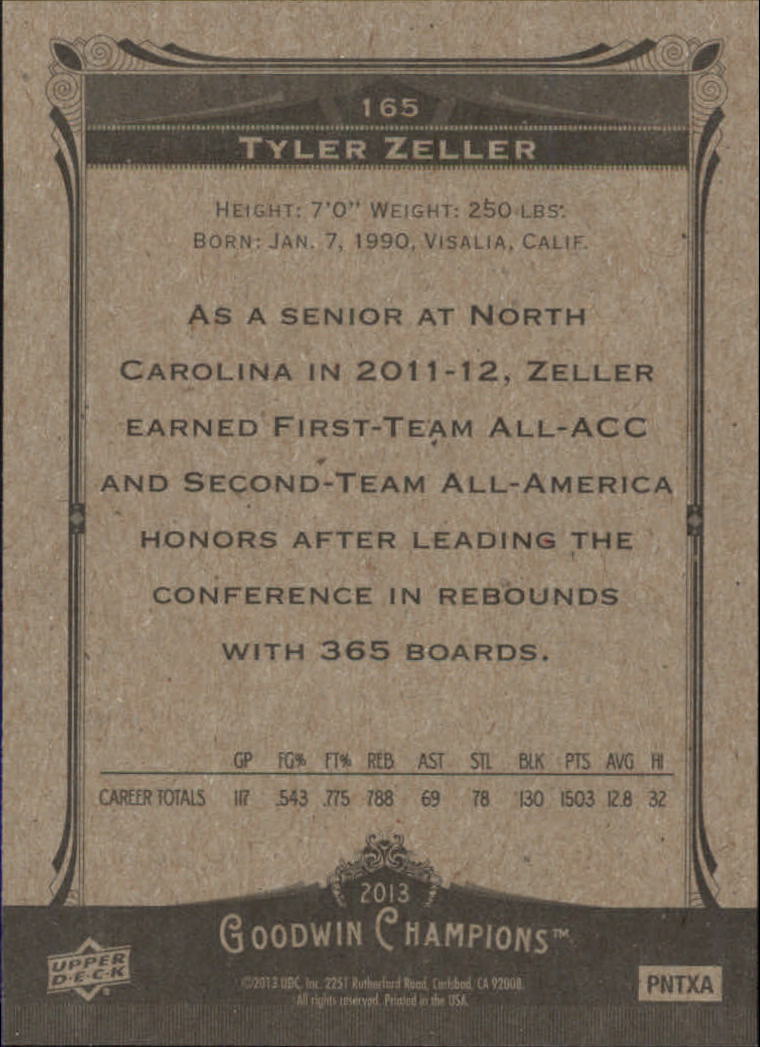 165
TYLER ZELLER
HEIGHT: 7'0" WEIGHT: 250 LBS.
BORN: JAN. 7, 1990, VISALIA, CALIF.
AS A SENIOR AT NORTH
CAROLINA IN 2011-12, ZELLER
EARNED FIRST-TEAM ALL-ACC
AND SECOND-TEAM ALL-AMERICA
HONORS AFTER LEADING THE
CONFERENCE IN REBOUNDS
WITH 365 BOARDS.
GP FG% FT% REB AST STL BLK PTS AVG HI
CAREER TOTALS 117 .543 .775 788 69 78 130 1503 12.8 32
2013
GOODWIN CHAMPIONS™
UPPER
D·E·C·K
©2013 UDC, Inc. 2251 Rutherford Road, Carlsbad, CA 92008.
All rights reserved. Printed in the USA.
PNTXA